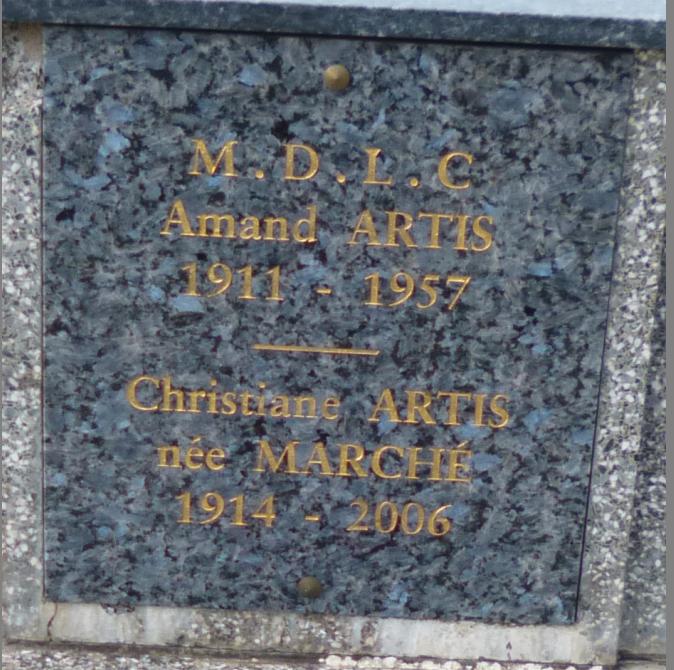 M.D.L.C
Amand ARTIS
1911 - 1957
Christiane ARTIS
née MARCHÉ
1914 - 2006